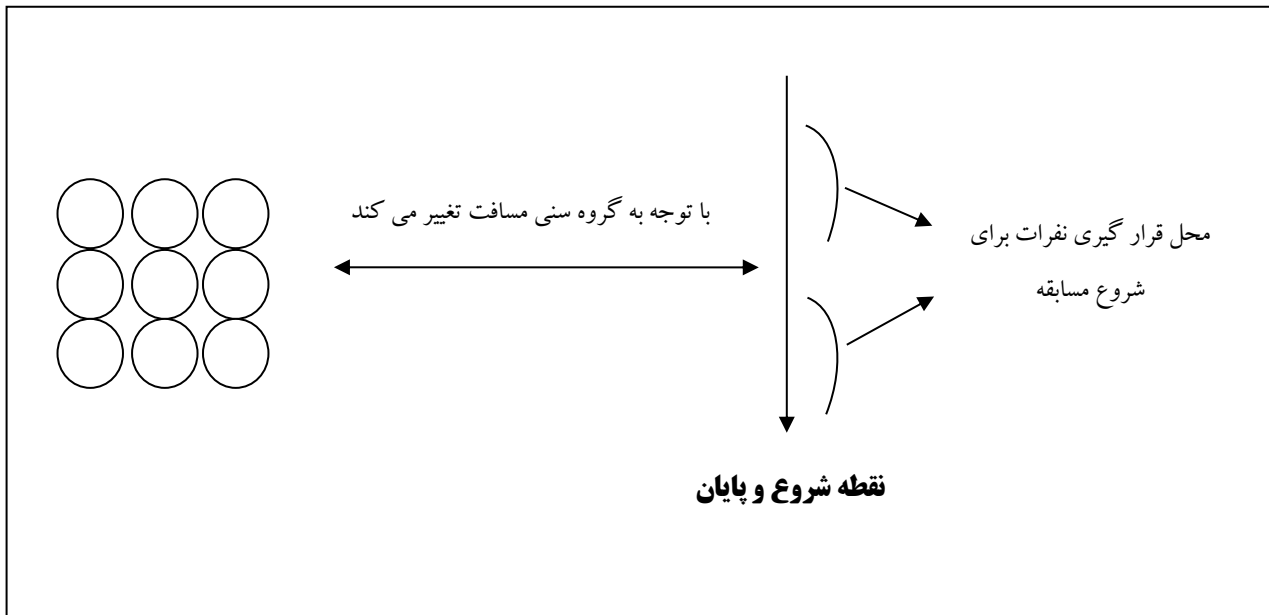 با توجه به گروه سنی مسافت تغییر می کند
محل قرار گیری نفرات برای
شروع مسابقه
نقطه شروع و پایان